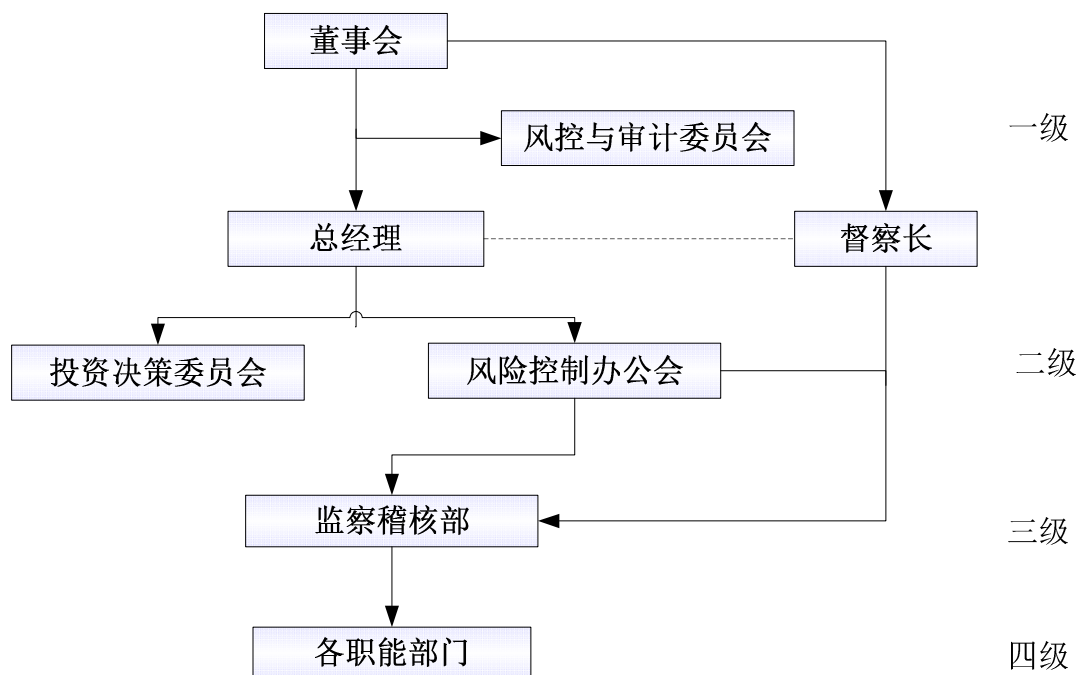 董事会
风控与审计委员会
一级
总经理
督察长
投资决策委员会
风险控制办公会
二级
监察稽核部
三级
各职能部门
四级